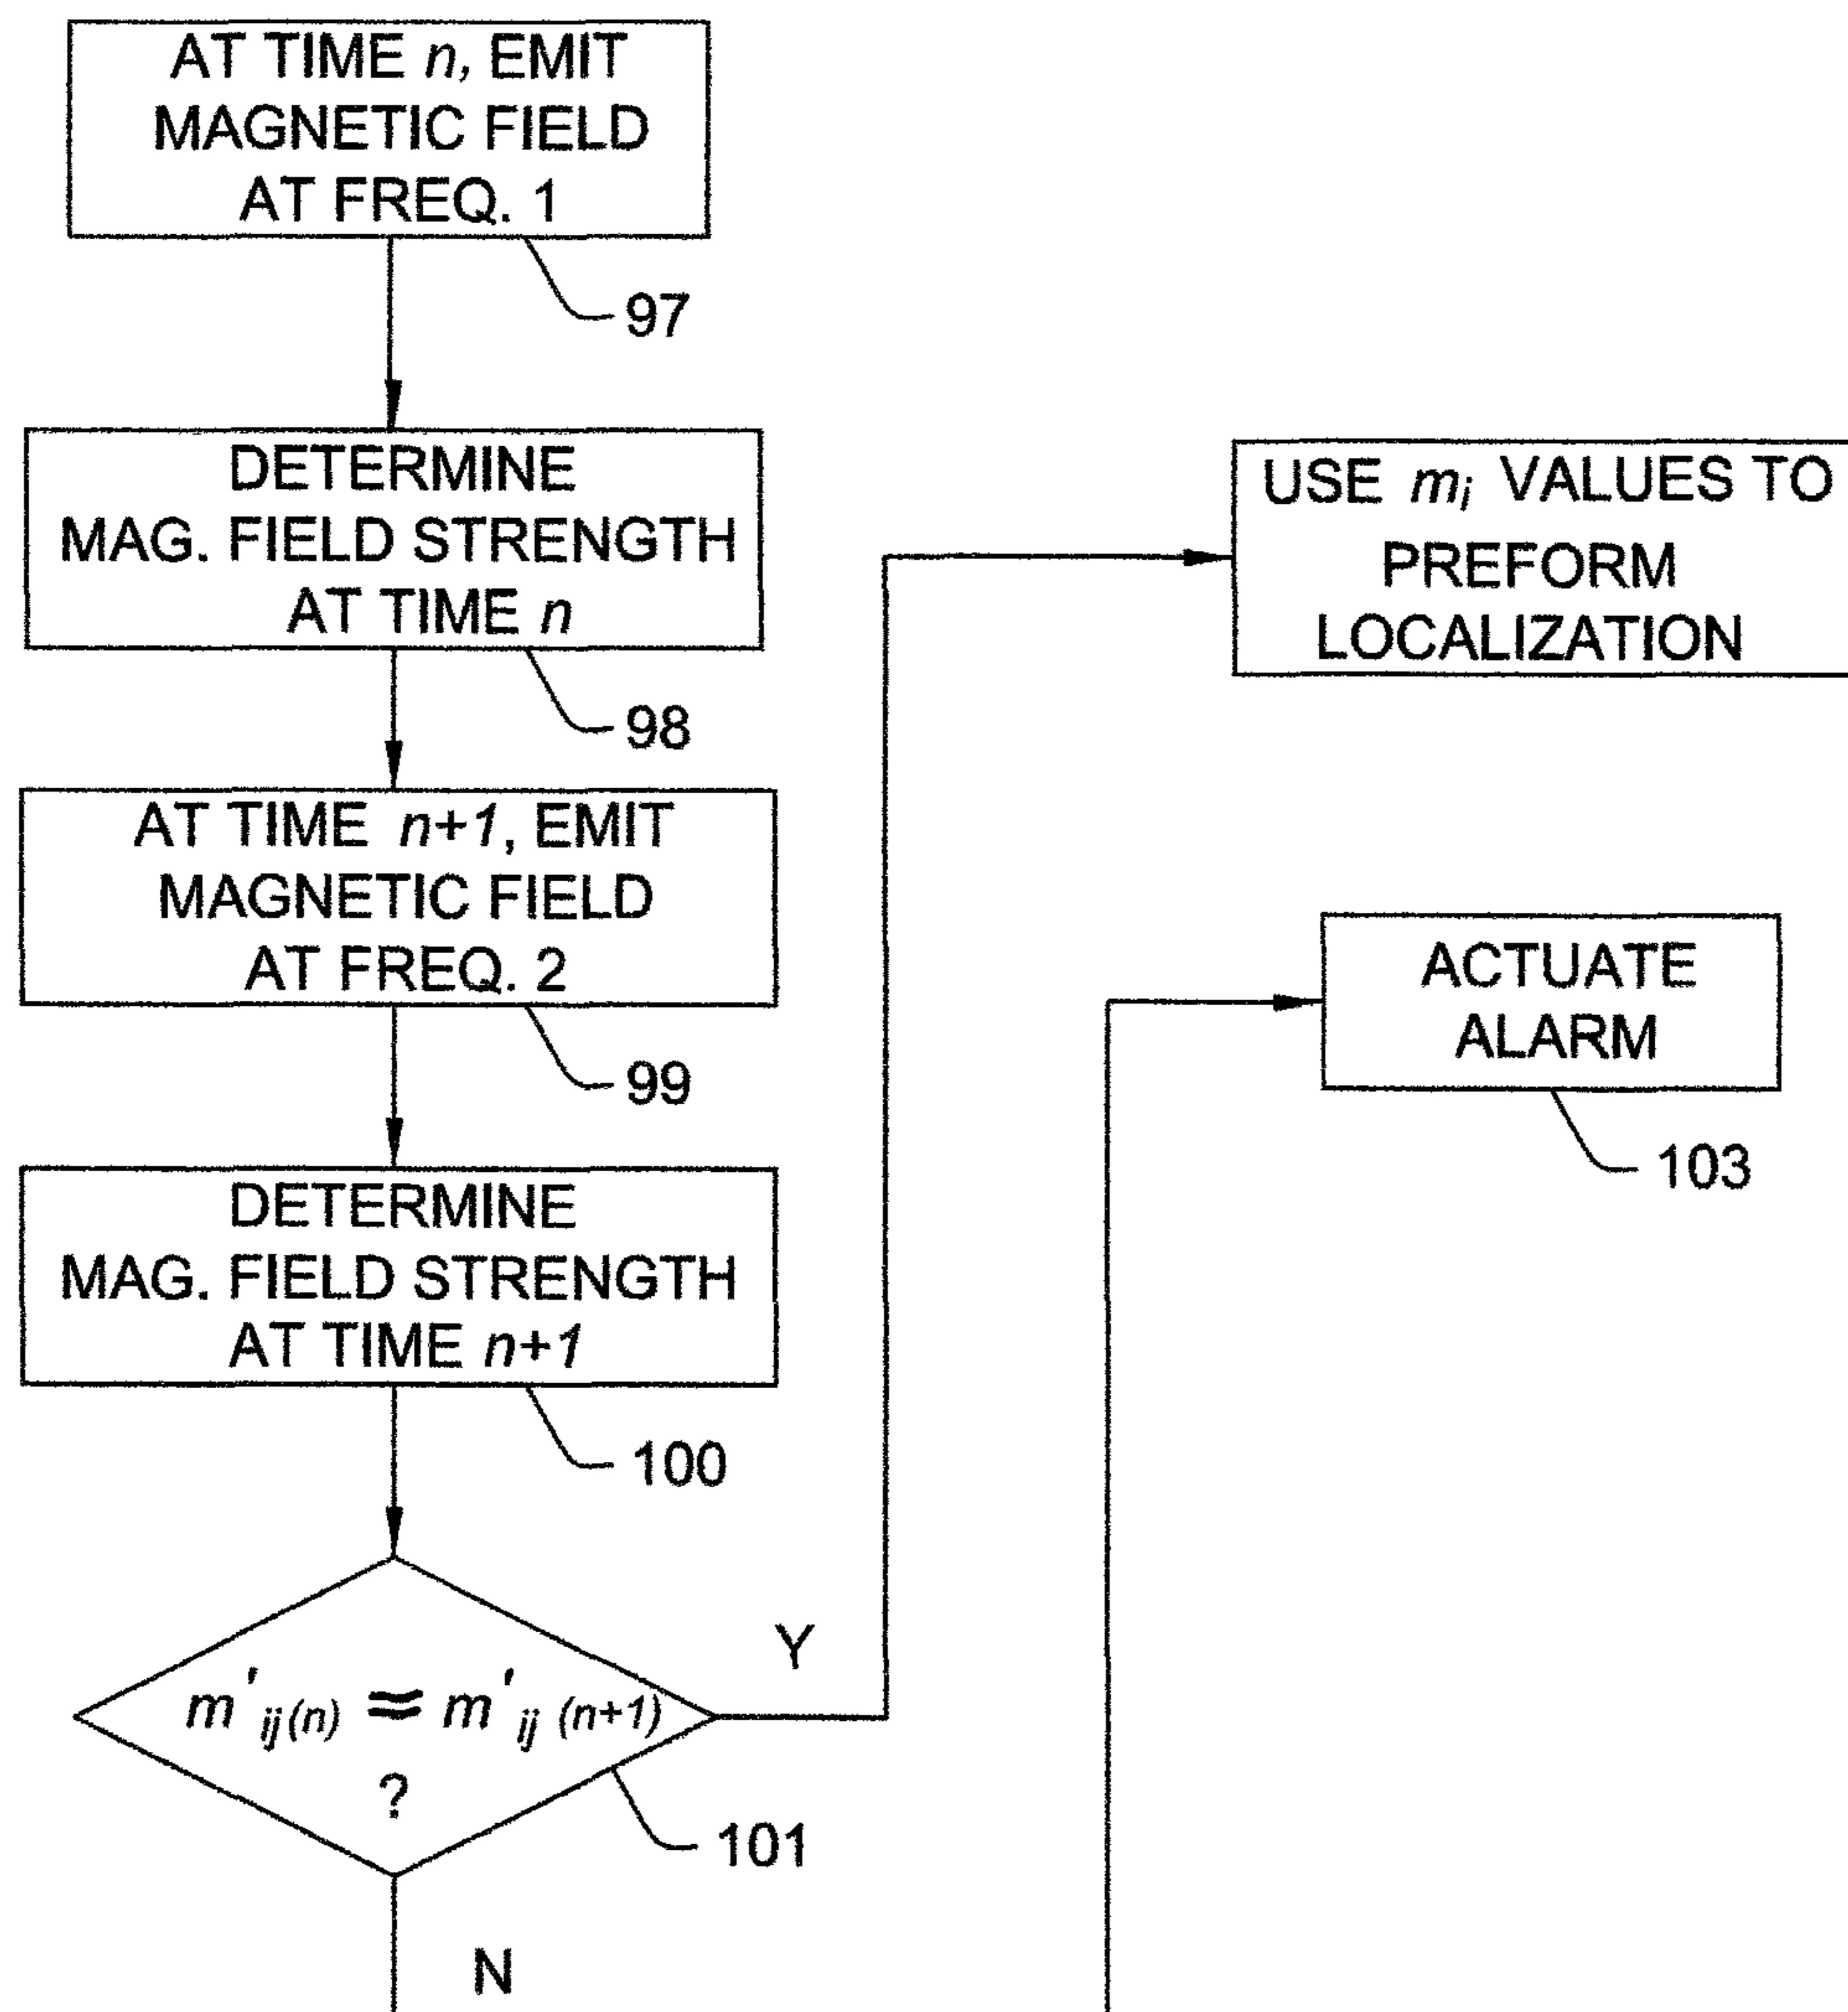 AT TIME n, EMIT
MAGNETIC FIELD
AT FREQ. 1
97
DETERMINE
MAG. FIELD STRENGTH
AT TIME n
98
AT TIME n+1, EMIT
MAGNETIC FIELD
AT FREQ. 2
99
DETERMINE
MAG. FIELD STRENGTH
AT TIME n+1
100
m'ij(n) ≈ m'ij (n+1)
?
101
Y
N
USE mi VALUES TO
PREFORM
LOCALIZATION
ACTUATE
ALARM
103